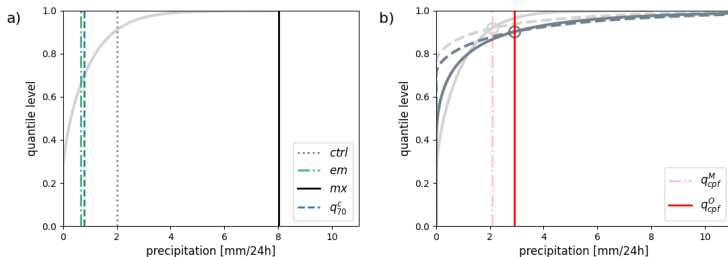 a)
quantile level
1.0
0.8
0.6
0.4
0.2
0.0
0
2
4
6
8
10
precipitation [mm/24h]
ctrl
em
mx
q^c_70
b)
quantile level
1.0
0.8
0.6
0.4
0.2
0.0
0
2
4
6
8
10
precipitation [mm/24h]
q^M_cpf
q^O_cpf